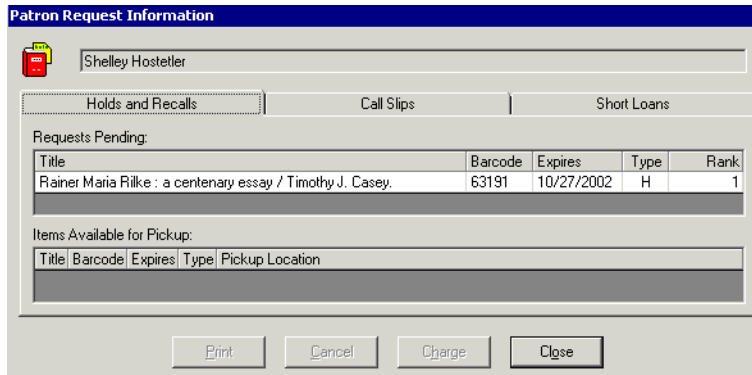 Patron Request Information
Shelley Hostetler
Holds and Recalls Call Slips Short Loans
Requests Pending:
Title Barcode Expires Type Rank
Rainer Maria Rilke : a centenary essay / Timothy J. Casey. 63191 10/27/2002 H 1
Items Available for Pickup:
Title Barcode Expires Type Pickup Location
Print Cancel Charge Close